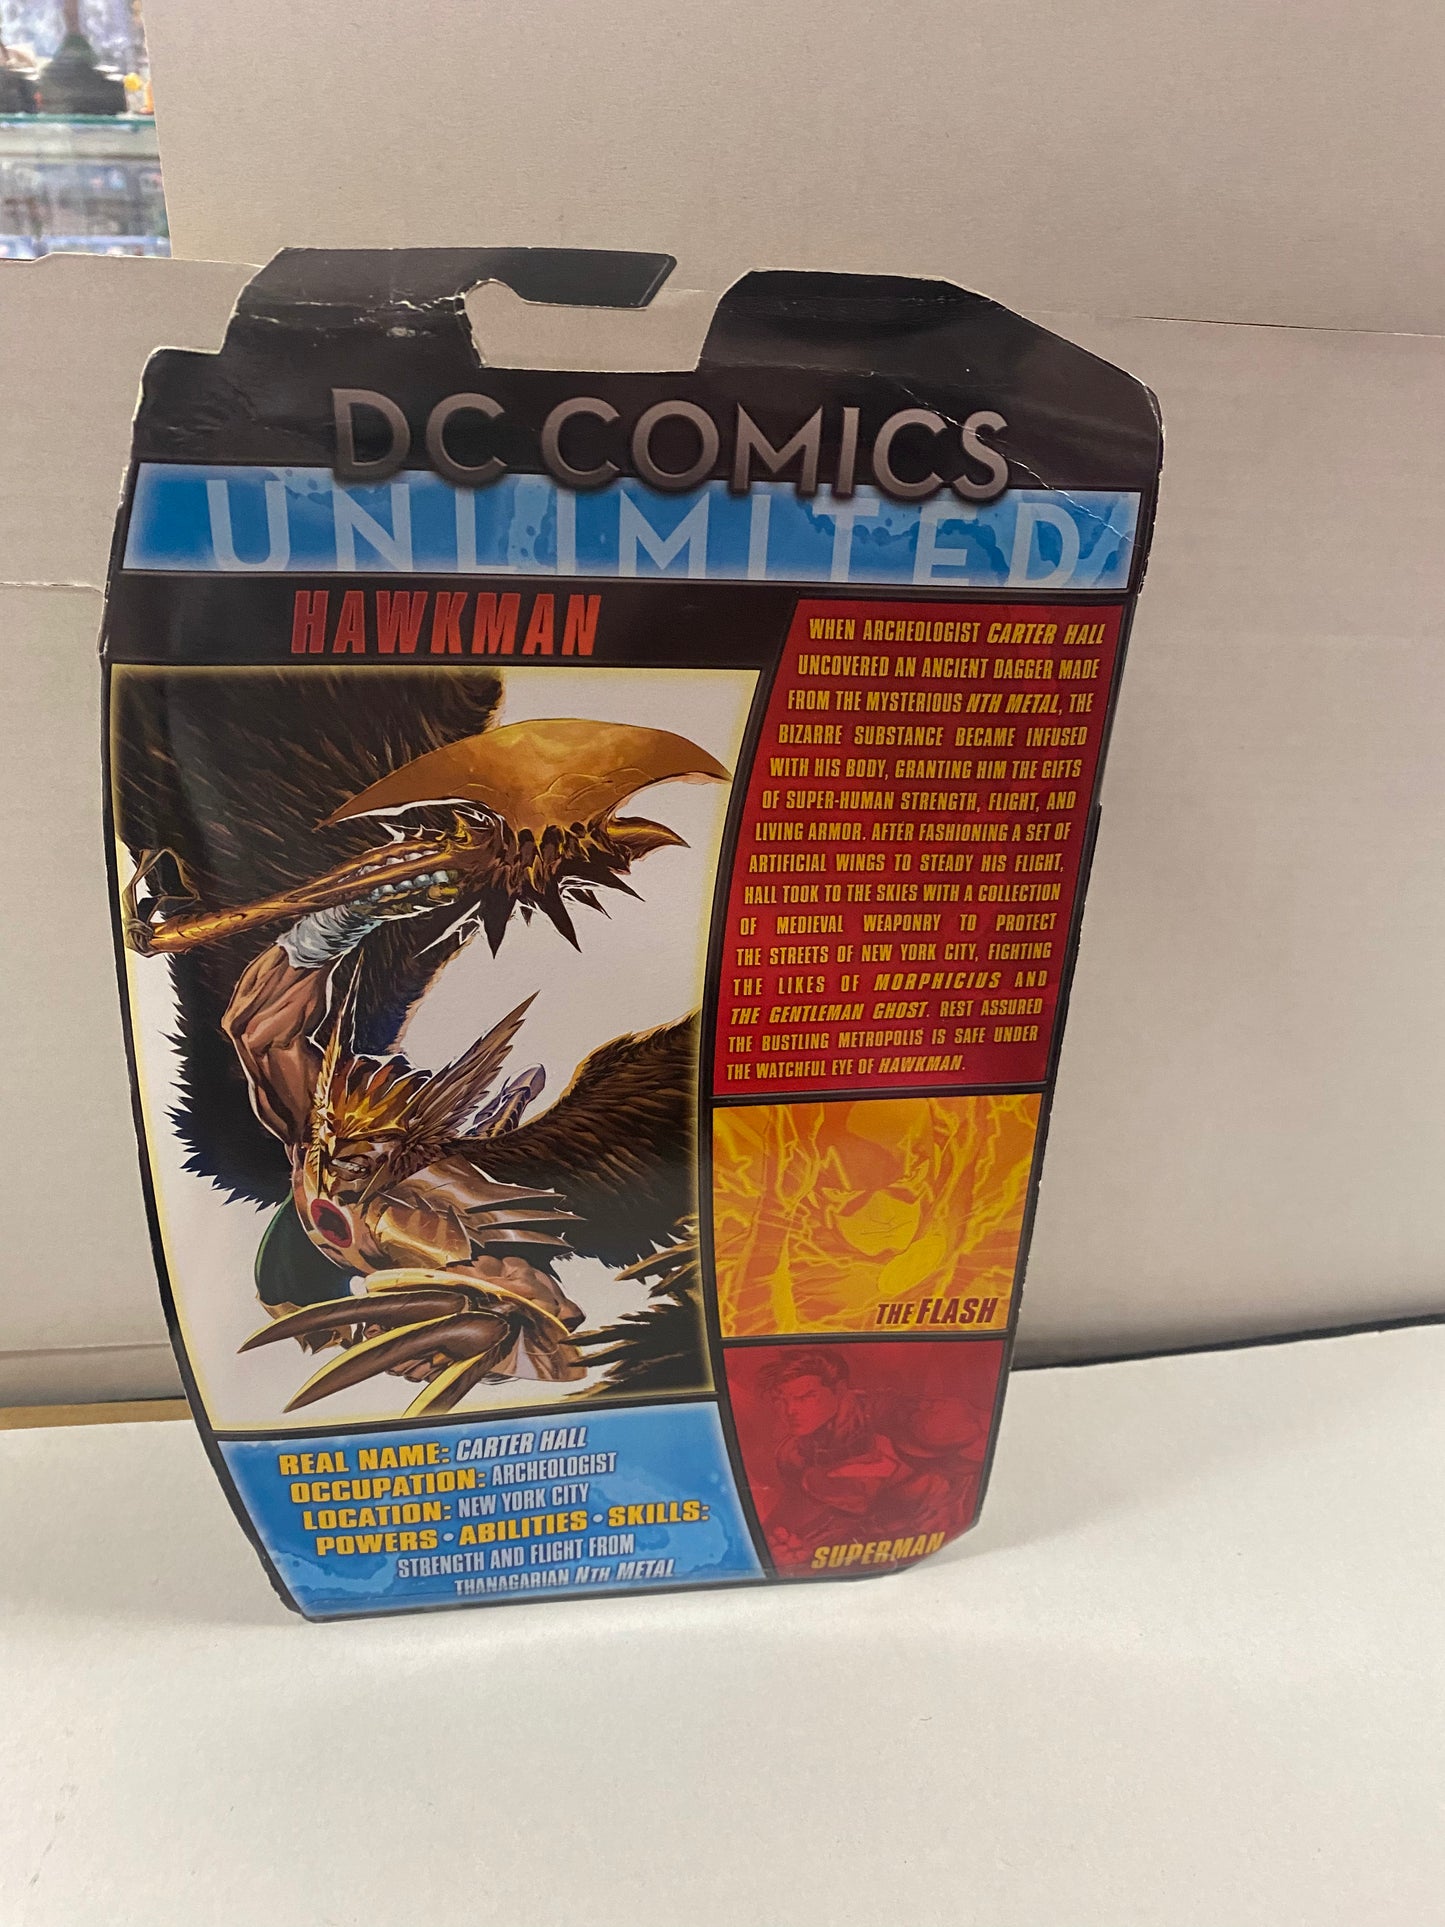 DC COMICS
UNLIMITED
HAWKMAN
WHEN ARCHEOLOGIST CARTER HALL
UNCOVERED AN ANCIENT DAGGER MADE
FROM THE MYSTERIOUS NTH METAL, THE
BIZARRE SUBSTANCE BECAME INFUSED
WITH HIS BODY, GRANTING HIM THE GIFTS
OF SUPER-HUMAN STRENGTH, FLIGHT, AND
LIVING ARMOR. AFTER FASHIONING A SET OF
ARTIFICIAL WINGS TO STEADY HIS FLIGHT,
HALL TOOK TO THE SKIES WITH A COLLECTION
OF MEDIEVAL WEAPONRY TO PROTECT
THE STREETS OF NEW YORK CITY, FIGHTING
THE LIKES OF MORPHICIUS AND
THE GENTLEMAN GHOST. REST ASSURED
THE BUSTLING METROPOLIS IS SAFE UNDER
THE WATCHFUL EYE OF HAWKMAN.
THE FLASH
SUPERMAN
REAL NAME: CARTER HALL
OCCUPATION: ARCHEOLOGIST
LOCATION: NEW YORK CITY
POWERS • ABILITIES • SKILLS:
STRENGTH AND FLIGHT FROM
THANAGARIAN NTH METAL